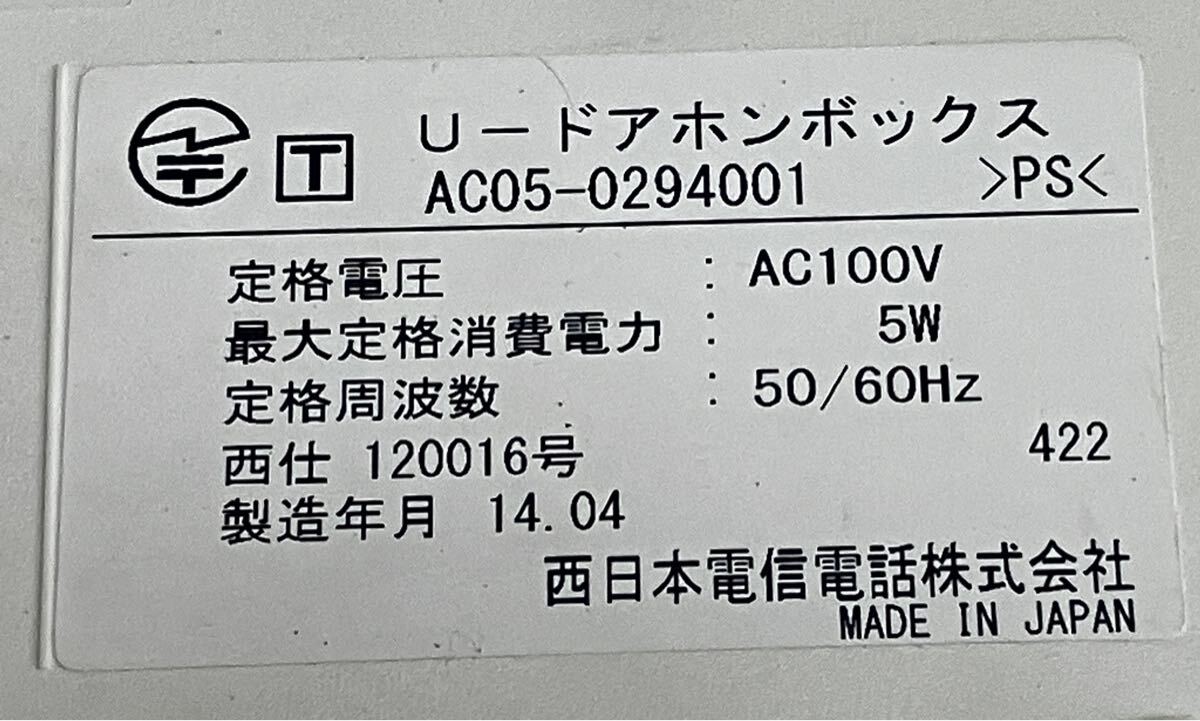 T Uードアホンボックス
AC05-0294001 >PS<
定格電圧 : AC100V
最大定格消費電力 : 5W
定格周波数 : 50/60Hz
西仕 120016号 422
製造年月 14.04
西日本電信電話株式会社
MADE IN JAPAN